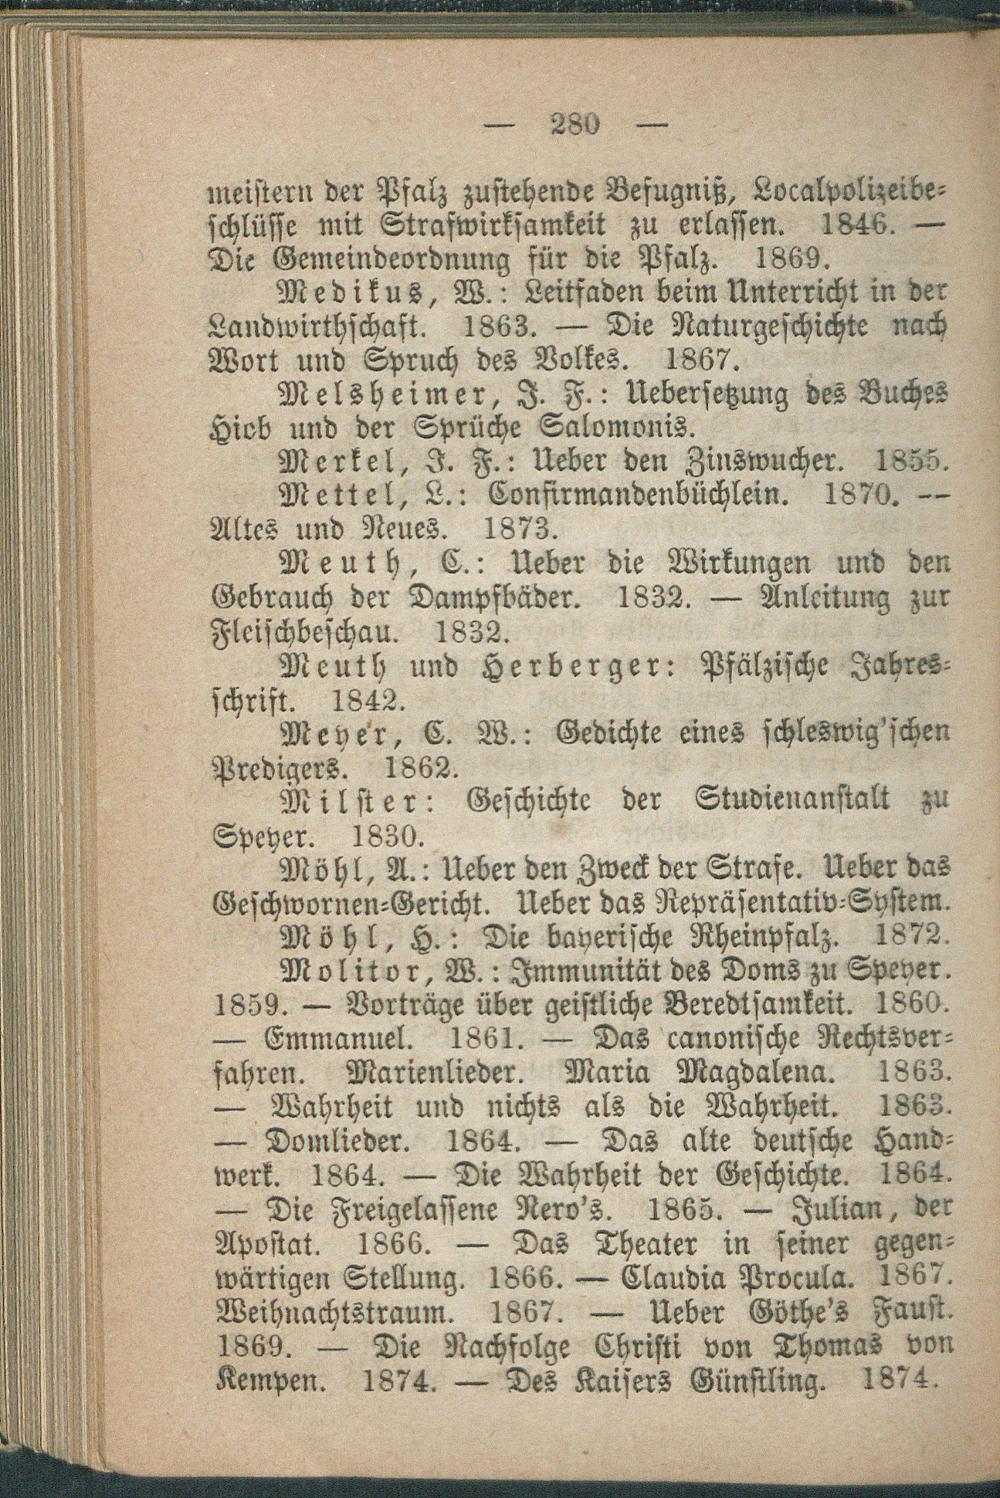 — 280 —
meistern der Pfalz zustehende Befugniß, Localpolizeibe-
schlüsse mit Strafwirksamkeit zu erlassen. 1846. —
Die Gemeindeordnung für die Pfalz. 1869.
Medikus, W.: Leitfaden beim Unterricht in der
Landwirthschaft. 1863. — Die Naturgeschichte nach
Wort und Spruch des Volkes. 1867.
Melsheimer, J. F.: Uebersetzung des Buches
Hiob und der Sprüche Salomonis.
Merkel, J. F.: Ueber den Zinswucher. 1855.
Mettel, L.: Confirmandenbüchlein. 1870. —
Altes und Neues. 1873.
Meuth, C.: Ueber die Wirkungen und den
Gebrauch der Dampfbäder. 1832. — Anleitung zur
Fleischbeschau. 1832.
Meuth und Herberger: Pfälzische Jahres-
schrift. 1842.
Meyer, C. W.: Gedichte eines schleswig'schen
Predigers. 1862.
Milster: Geschichte der Studienanstalt zu
Speyer. 1830.
Möhl, A.: Ueber den Zweck der Strafe. Ueber das
Geschwornen-Gericht. Ueber das Repräsentativ-System.
Möhl, H.: Die bayerische Rheinpfalz. 1872.
Molitor, W.: Immunität des Doms zu Speyer.
1859. — Vorträge über geistliche Beredtsamkeit. 1860.
— Emmanuel. 1861. — Das canonische Rechtsver-
fahren. Marienlieder. Maria Magdalena. 1863.
— Wahrheit und nichts als die Wahrheit. 1863.
— Domlieder. 1864. — Das alte deutsche Hand-
werk. 1864. — Die Wahrheit der Geschichte. 1864.
— Die Freigelassene Nero's. 1865. — Julian, der
Apostat. 1866. — Das Theater in seiner gegen-
wärtigen Stellung. 1866. — Claudia Procula. 1867.
Weihnachtstraum. 1867. — Ueber Göthe's Faust.
1869. — Die Nachfolge Christi von Thomas von
Kempen. 1874. — Des Kaisers Günstling. 1874.